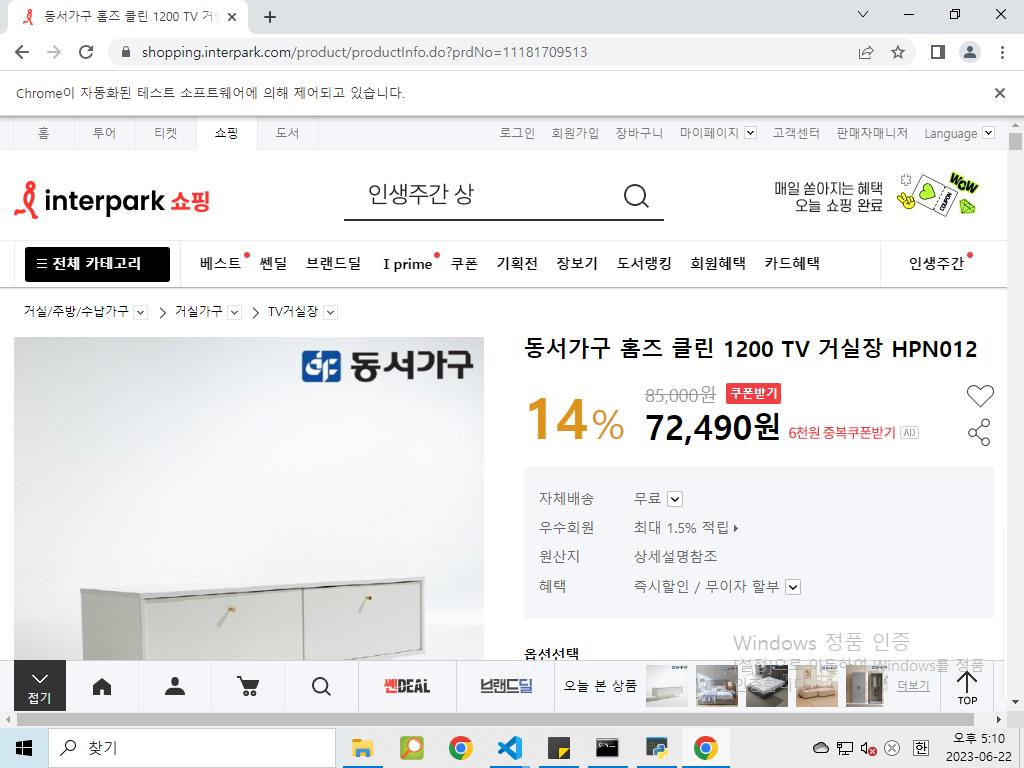 동서가구 홈즈 클린 1200 TV 거
shopping.interpark.com/product/productInfo.do?prdNo=11181709513
Chrome이 자동화된 테스트 소프트웨어에 의해 제어되고 있습니다.
홈 투어 티켓 쇼핑 도서 로그인 회원가입 장바구니 마이페이지 고객센터 판매자매니저 Language
interpark 쇼핑
인생주간 상
매일 쏟아지는 혜택
오늘 쇼핑 완료
WOW
COUPON
전체 카테고리 베스트 쎈딜 브랜드딜 I prime 쿠폰 기획전 장보기 도서랭킹 회원혜택 카드혜택 인생주간
거실/주방/수납가구 거실가구 TV거실장
동서가구
동서가구 홈즈 클린 1200 TV 거실장 HPN012
14%
85,000원 쿠폰받기
72,490원 6천원 중복쿠폰받기 AD
자체배송 무료
우수회원 최대 1.5% 적립
원산지 상세설명참조
혜택 즉시할인 / 무이자 할부
옵션선택
Windows 정품 인증
[설정]으로 이동하여 Windows를 정품
접기
쎈DEAL
브랜드딜
오늘 본 상품
더보기
TOP
찾기
한
오후 5:10
2023-06-22